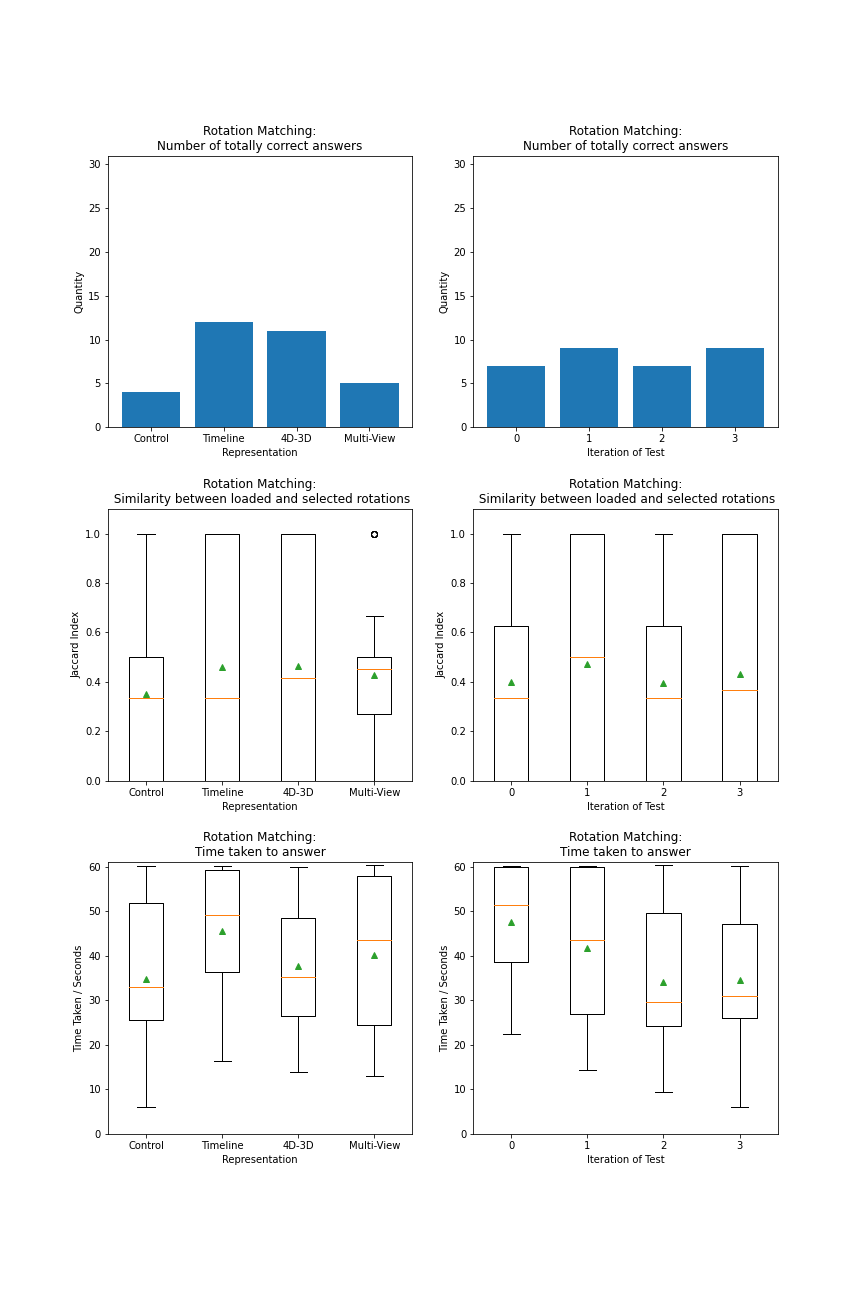 Rotation Matching:
Number of totally correct answers
30
25
20
15
10
5
0
Quantity
Control Timeline 4D-3D Multi-View
Representation
Rotation Matching:
Number of totally correct answers
30
25
20
15
10
5
0
Quantity
0 1 2 3
Iteration of Test
Rotation Matching:
Similarity between loaded and selected rotations
1.0
0.8
0.6
0.4
0.2
0.0
Jaccard Index
Control Timeline 4D-3D Multi-View
Representation
Rotation Matching:
Similarity between loaded and selected rotations
1.0
0.8
0.6
0.4
0.2
0.0
Jaccard Index
0 1 2 3
Iteration of Test
Rotation Matching:
Time taken to answer
60
50
40
30
20
10
0
Time Taken / Seconds
Control Timeline 4D-3D Multi-View
Representation
Rotation Matching:
Time taken to answer
60
50
40
30
20
10
0
Time Taken / Seconds
0 1 2 3
Iteration of Test